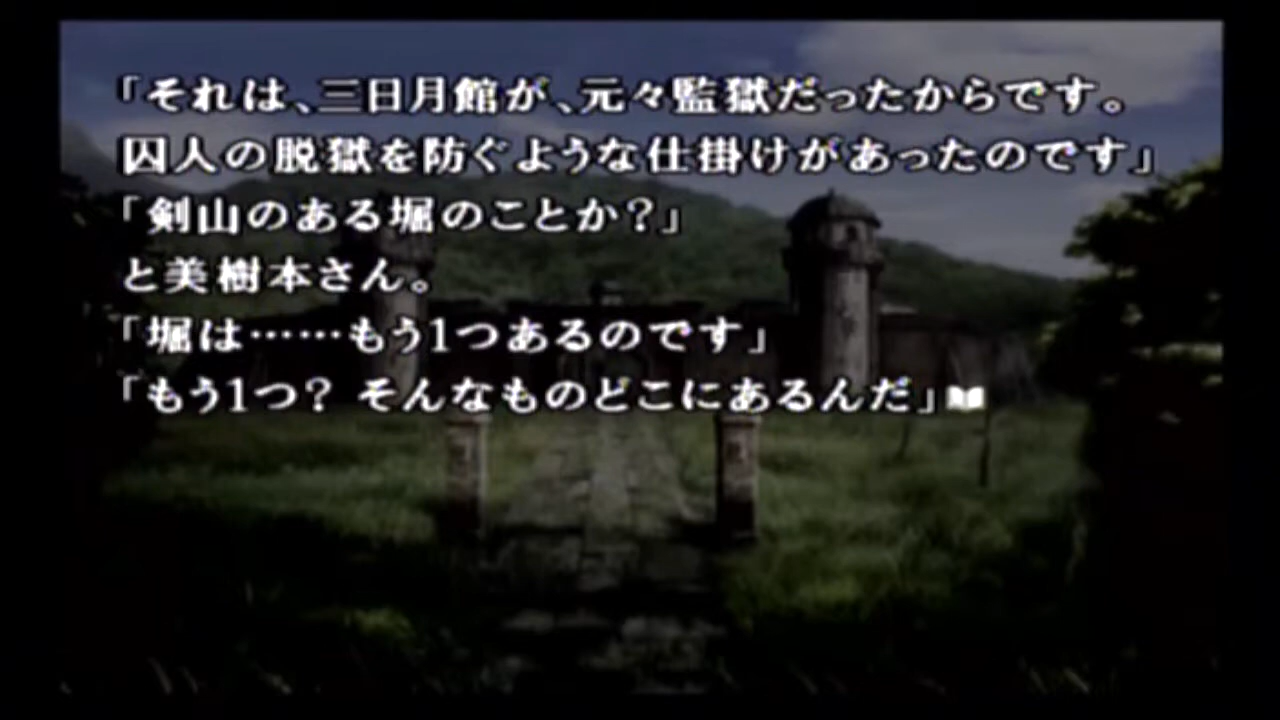 「それは、三日月館が、元々監獄だったからです。
囚人の脱獄を防ぐような仕掛けがあったのです」
「剣山のある堀のことか？」
と美樹本さん。
「堀は……もう1つあるのです」
「もう1つ？ そんなものどこにあるんだ」